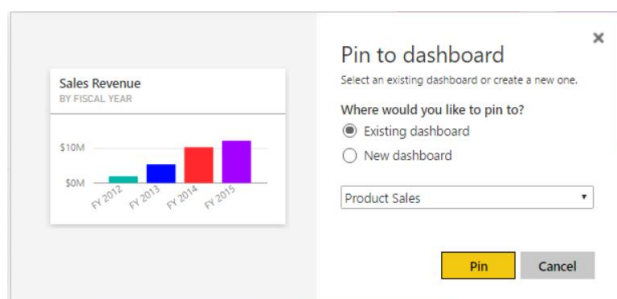 Sales Revenue
BY FISCAL YEAR
$10M
$0M
FY 2012
FY 2013
FY 2014
FY 2015
Pin to dashboard
Select an existing dashboard or create a new one.
Where would you like to pin to?
Existing dashboard
New dashboard
Product Sales
Pin
Cancel